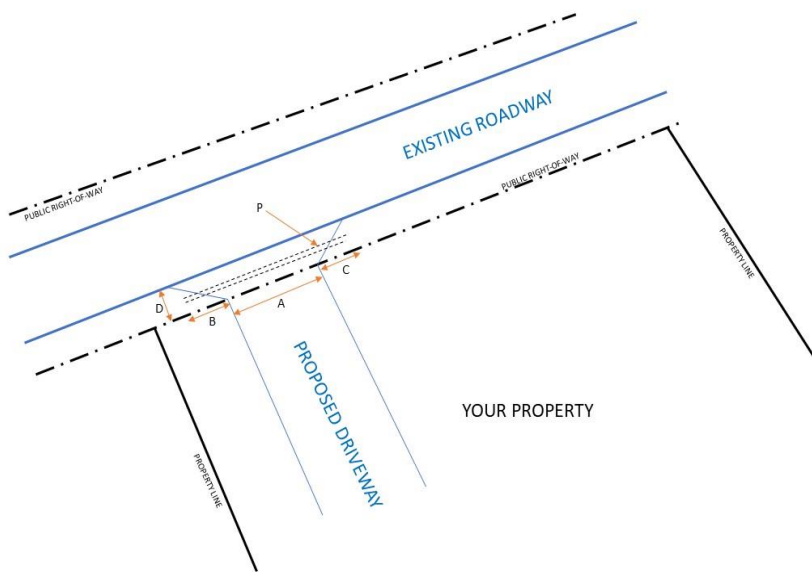 EXISTING ROADWAY
PUBLIC RIGHT-OF-WAY
PUBLIC RIGHT-OF-WAY
P
PROPERTY LINE
C
D
A
B
PROPOSED DRIVEWAY
YOUR PROPERTY
PROPERTY LINE